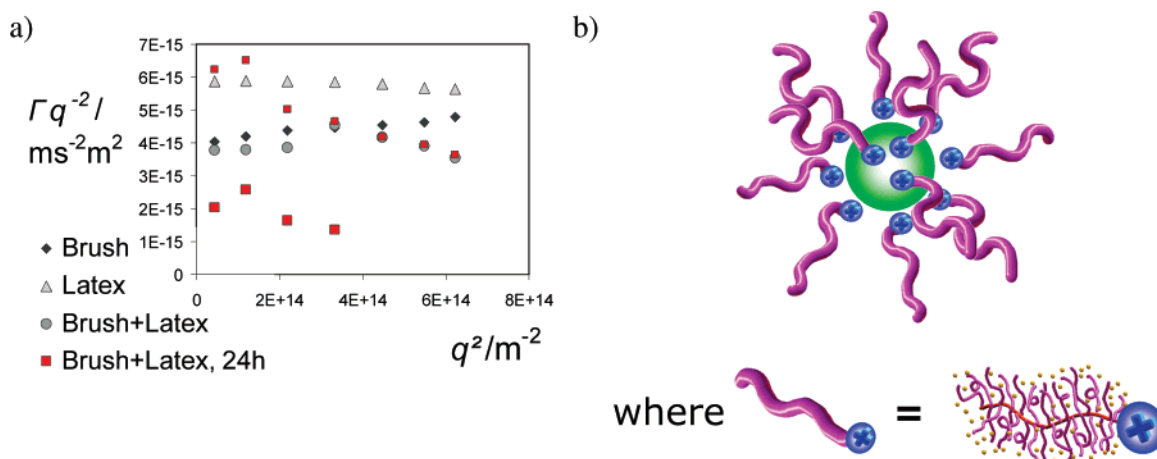 a)
Γq⁻²/
ms⁻²m²
7E-15
6E-15
5E-15
4E-15
3E-15
2E-15
1E-15
0
0 2E+14 4E+14 6E+14 8E+14
q²/m⁻²
Brush
Latex
Brush+Latex
Brush+Latex, 24h
b)
where =